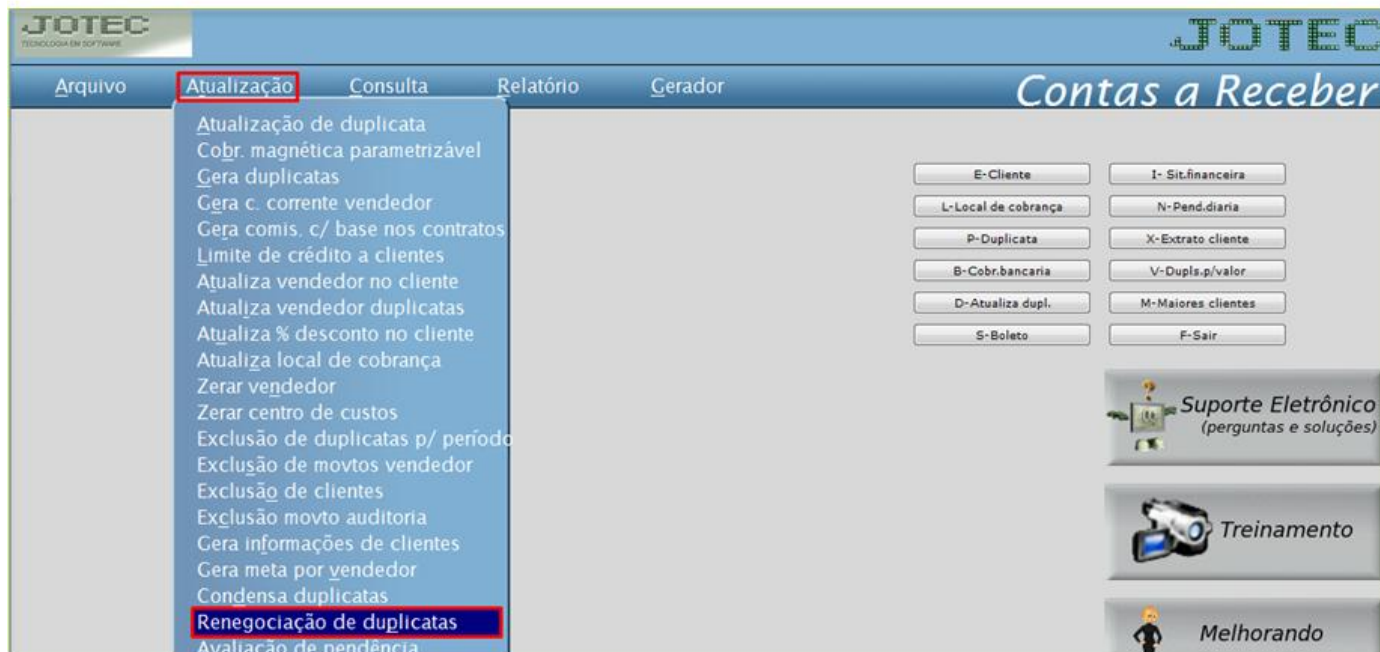 JOTEC
TECNOLOGIA EM SOFTWARE
JOTEC
Arquivo Atualização Consulta Relatório Gerador Contas a Receber
Atualização de duplicata
Cobr. magnética parametrizável
Gera duplicatas
Gera c. corrente vendedor
Gera comis. c/ base nos contratos
Limite de crédito a clientes
Atualiza vendedor no cliente
Atualiza vendedor duplicatas
Atualiza % desconto no cliente
Atualiza local de cobrança
Zerar vendedor
Zerar centro de custos
Exclusão de duplicatas p/ período
Exclusão de movtos vendedor
Exclusão de clientes
Exclusão movto auditoria
Gera informações de clientes
Gera meta por vendedor
Condensa duplicatas
Renegociação de duplicatas
Avaliação de pendência
E-Cliente I- Sit.financeira
L-Local de cobrança N-Pend.diaria
P-Duplicata X-Extrato cliente
B-Cobr.bancaria V-Dupls.p/valor
D-Atualiza dupl. M-Maiores clientes
S-Boleto F-Sair
Suporte Eletrônico
(perguntas e soluções)
Treinamento
Melhorando